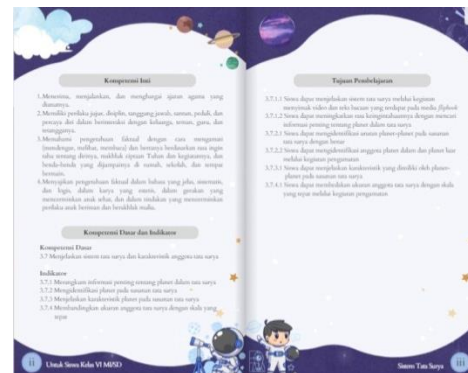 Kompetensi Inti
1. Menerima, menjalankan, dan menghargai ajaran agama yang
dianutnya.
2. Memiliki perilaku jujur, disiplin, tanggung jawab, santun, peduli, dan
percaya diri dalam berinteraksi dengan keluarga, teman, guru, dan
tetangganya.
3. Memahami pengetahuan faktual dengan cara mengamati
(mendengar, melihat, membaca) dan bertanya berdasarkan rasa ingin
tahu tentang dirinya, makhluk ciptaan Tuhan dan kegiatannya, dan
benda-benda yang dijumpainya di rumah, sekolah, dan tempat
bermain.
4. Menyajikan pengetahuan faktual dalam bahasa yang jelas, sistematis,
dan logis, dalam karya yang estetis, dalam gerakan yang
mencerminkan anak sehat, dan dalam tindakan yang mencerminkan
perilaku anak beriman dan berakhlak mulia.
Kompetensi Dasar dan Indikator
Kompetensi Dasar
3.7 Menjelaskan sistem tata surya dan karakteristik anggota tata surya
Indikator
3.7.1 Merangkum informasi penting tentang planet dalam tata surya
3.7.2 Mengidentifikasi planet pada susunan tata surya
3.7.3 Menjelaskan karakteristik planet pada susunan tata surya
3.7.4 Membandingkan ukuran anggota tata surya dengan skala yang
tepat
ii
Untuk Siswa Kelas VI MI/SD
Tujuan Pembelajaran
3.7.1.1 Siswa dapat menjelaskan sistem tata surya melalui kegiatan
menyimak video dan teks bacaan yang terdapat pada media flipbook
3.7.1.2 Siswa dapat meningkatkan rasa keingintahuannya dengan mencari
informasi penting tentang planet dalam tata surya
3.7.2.1 Siswa dapat mengidentifikasi urutan planet-planet pada susunan
tata surya dengan benar
3.7.2.2 Siswa dapat mengidentifikasi anggota planet dalam dan planet luar
melalui kegiatan pengamatan
3.7.3.1 Siswa dapat menjelaskan karakteristik yang dimiliki oleh planet-
planet pada susunan tata surya
3.7.4.1 Siswa dapat membedakan ukuran anggota tata surya dengan skala
yang tepat melalui kegiatan pengamatan
Sistem Tata Surya
iii